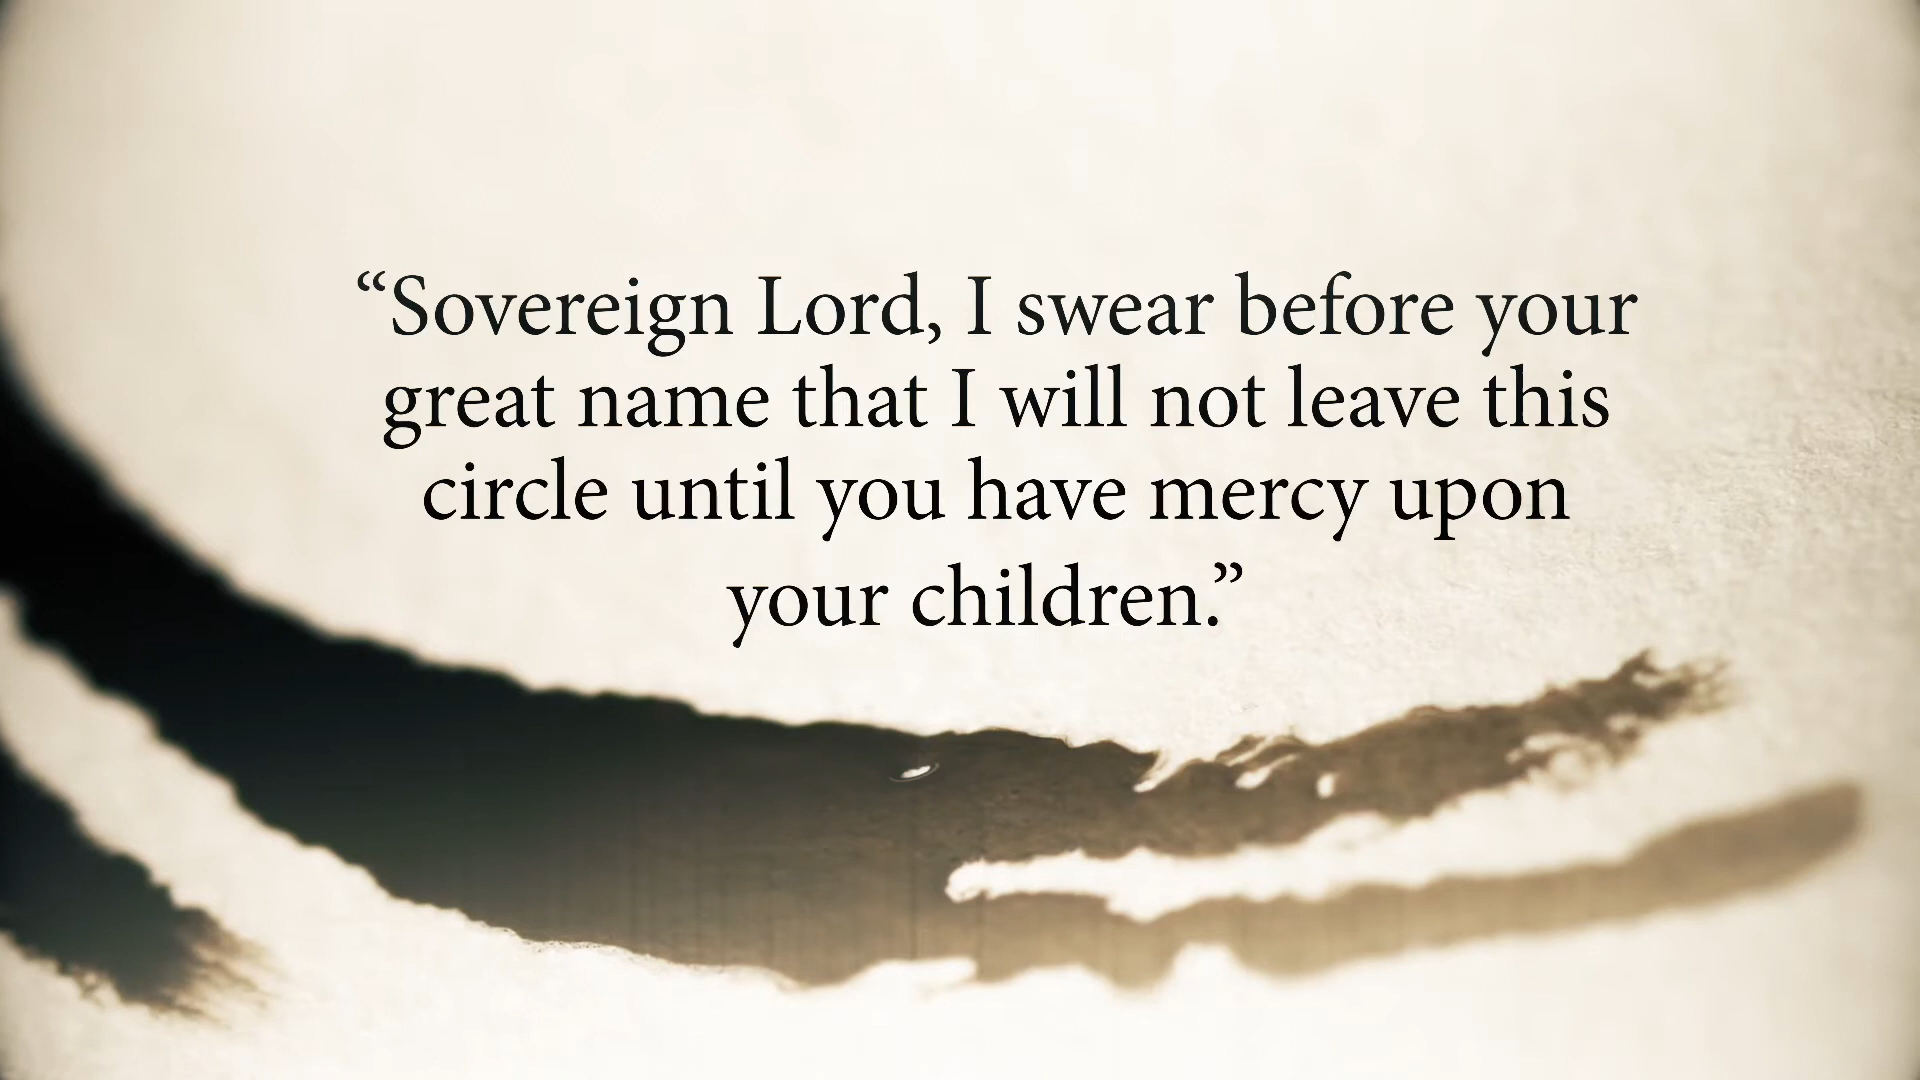 “Sovereign Lord, I swear before your
great name that I will not leave this
circle until you have mercy upon
your children.”